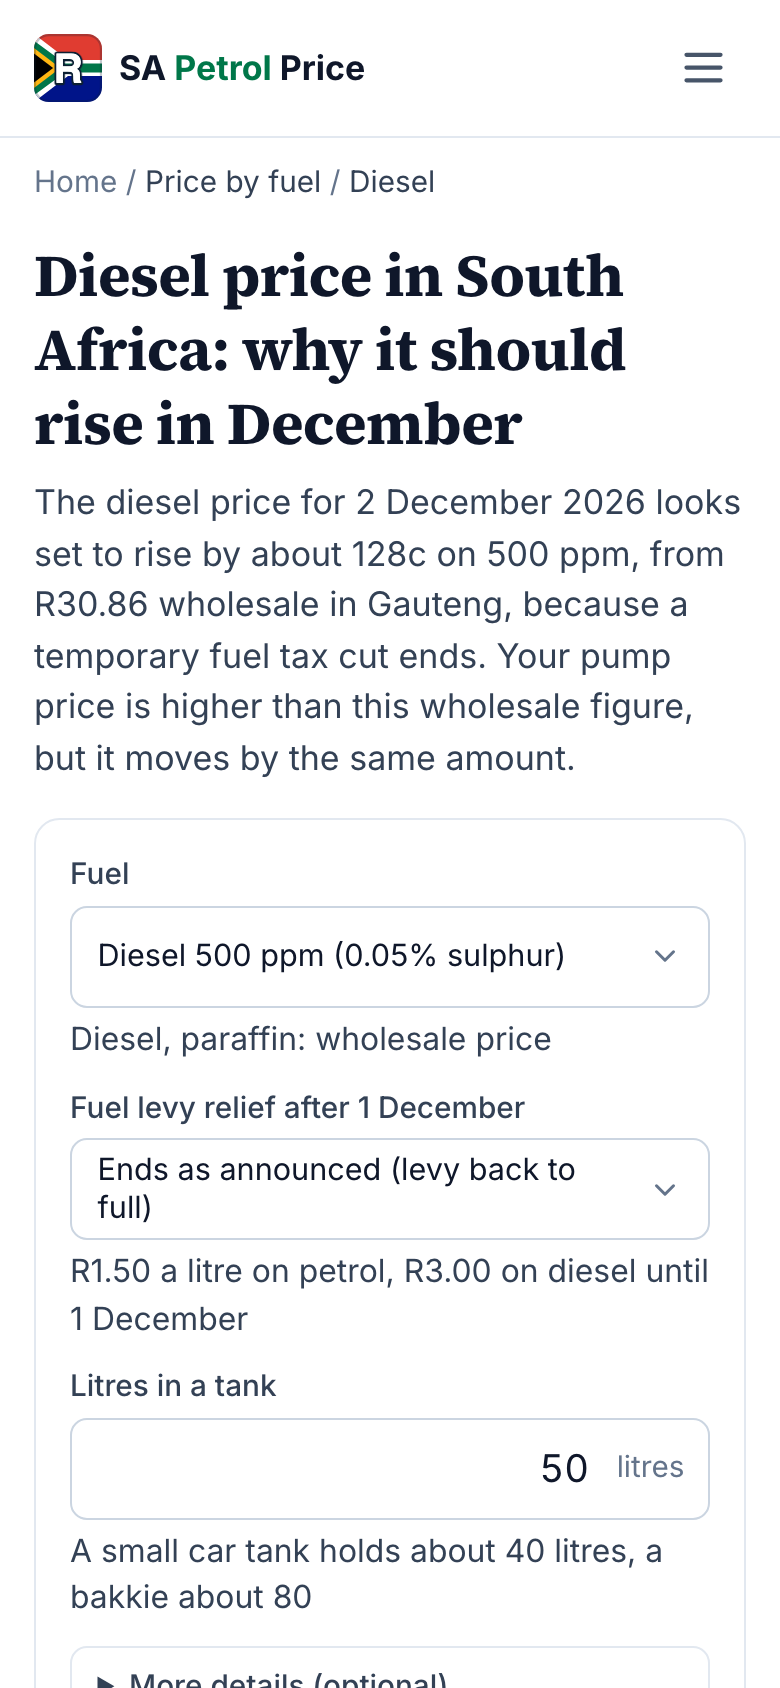 R
SA Petrol Price
Home / Price by fuel / Diesel
Diesel price in South
Africa: why it should
rise in December
The diesel price for 2 December 2026 looks
set to rise by about 128c on 500 ppm, from
R30.86 wholesale in Gauteng, because a
temporary fuel tax cut ends. Your pump
price is higher than this wholesale figure,
but it moves by the same amount.
Fuel
Diesel 500 ppm (0.05% sulphur)
Diesel, paraffin: wholesale price
Fuel levy relief after 1 December
Ends as announced (levy back to
full)
R1.50 a litre on petrol, R3.00 on diesel until
1 December
Litres in a tank
50 litres
A small car tank holds about 40 litres, a
bakkie about 80
More details (optional)